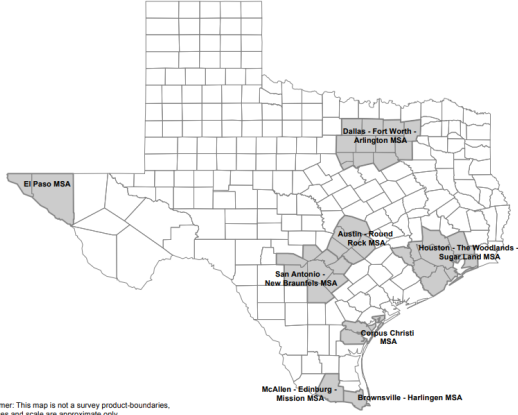 Dallas - Fort Worth -
Arlington MSA
El Paso MSA
Austin - Round
Rock MSA
Houston - The Woodlands -
Sugar Land MSA
San Antonio -
New Braunfels MSA
Corpus Christi
MSA
McAllen - Edinburg -
Mission MSA
Brownsville - Harlingen MSA
mer: This map is not a survey product-boundaries,
es and scale are approximate only